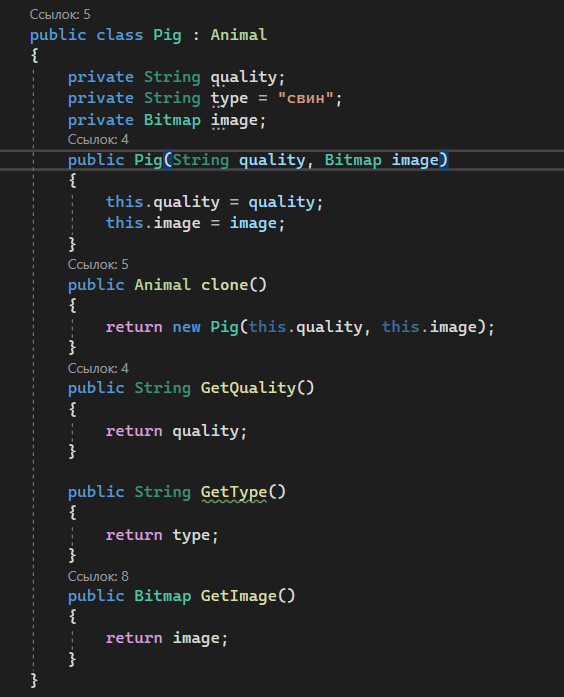 Ссылок: 5
public class Pig : Animal
{
private String quality;
private String type = "свин";
private Bitmap image;
Ссылок: 4
public Pig(String quality, Bitmap image)
{
this.quality = quality;
this.image = image;
}
Ссылок: 5
public Animal clone()
{
return new Pig(this.quality, this.image);
}
Ссылок: 4
public String GetQuality()
{
return quality;
}
public String GetType()
{
return type;
}
Ссылок: 8
public Bitmap GetImage()
{
return image;
}
}